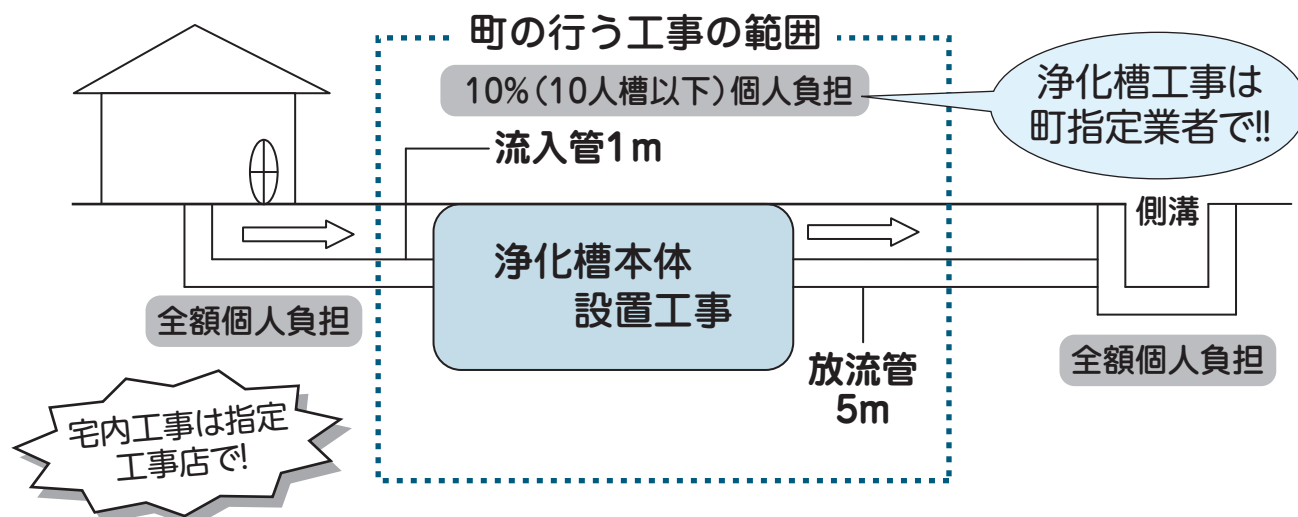 町の行う工事の範囲
10%(10人槽以下)個人負担
浄化槽工事は
町指定業者で!!
流入管1m
側溝
浄化槽本体
設置工事
全額個人負担
放流管
5m
全額個人負担
宅内工事は指定
工事店で!